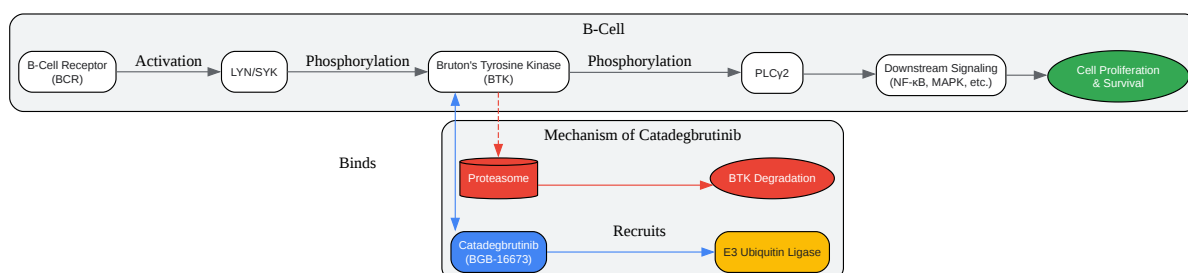 B-Cell
B-Cell Receptor
(BCR)
Activation
LYN/SYK
Phosphorylation
Bruton's Tyrosine Kinase
(BTK)
Phosphorylation
PLCγ2
Downstream Signaling
(NF-κB, MAPK, etc.)
Cell Proliferation
& Survival
Mechanism of Catadegbrutinib
Binds
Proteasome
BTK Degradation
Catadegbrutinib
(BGB-16673)
Recruits
E3 Ubiquitin Ligase